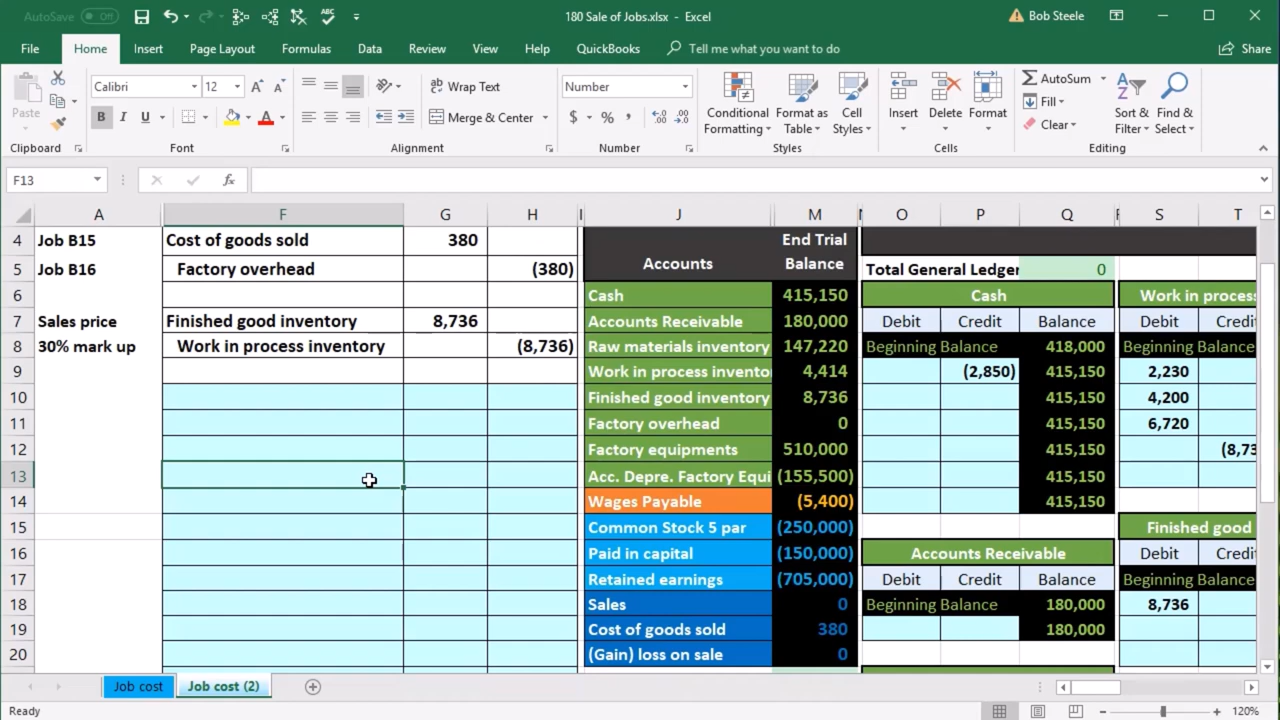 AutoSave Off 180 Sale of Jobs.xlsx - Excel Bob Steele
File Home Insert Page Layout Formulas Data Review View Help QuickBooks Tell me what you want to do Share
Paste Calibri 12 A A Wrap Text Number AutoSum
B I U A Merge & Center $ % , Conditional Formatting Format as Table Cell Styles Insert Delete Format Fill Clear Sort & Filter Find & Select
Clipboard Font Alignment Number Styles Cells Editing
F13 fx
A F G H I J M O P Q S T
4 Job B15 Cost of goods sold 380 End Trial
5 Job B16 Factory overhead (380) Accounts Balance Total General Ledger 0
6 Cash 415,150 Cash Work in process
7 Sales price Finished good inventory 8,736 Accounts Receivable 180,000 Debit Credit Balance Debit Credi
8 30% mark up Work in process inventory (8,736) Raw materials inventory 147,220 Beginning Balance 418,000 Beginning Balance
9 Work in process invento 4,414 (2,850) 415,150 2,230
10 Finished good inventory 8,736 415,150 4,200
11 Factory overhead 0 415,150 6,720
12 Factory equipments 510,000 415,150 (8,73
13 Acc. Depre. Factory Equi (155,500) 415,150
14 Wages Payable (5,400) 415,150
15 Common Stock 5 par (250,000) Finished good
16 Paid in capital (150,000) Accounts Receivable Debit Credi
17 Retained earnings (705,000) Debit Credit Balance Beginning Balance
18 Sales 0 Beginning Balance 180,000 8,736
19 Cost of goods sold 380 180,000
20 (Gain) loss on sale 0
Job cost Job cost (2)
Ready 120%